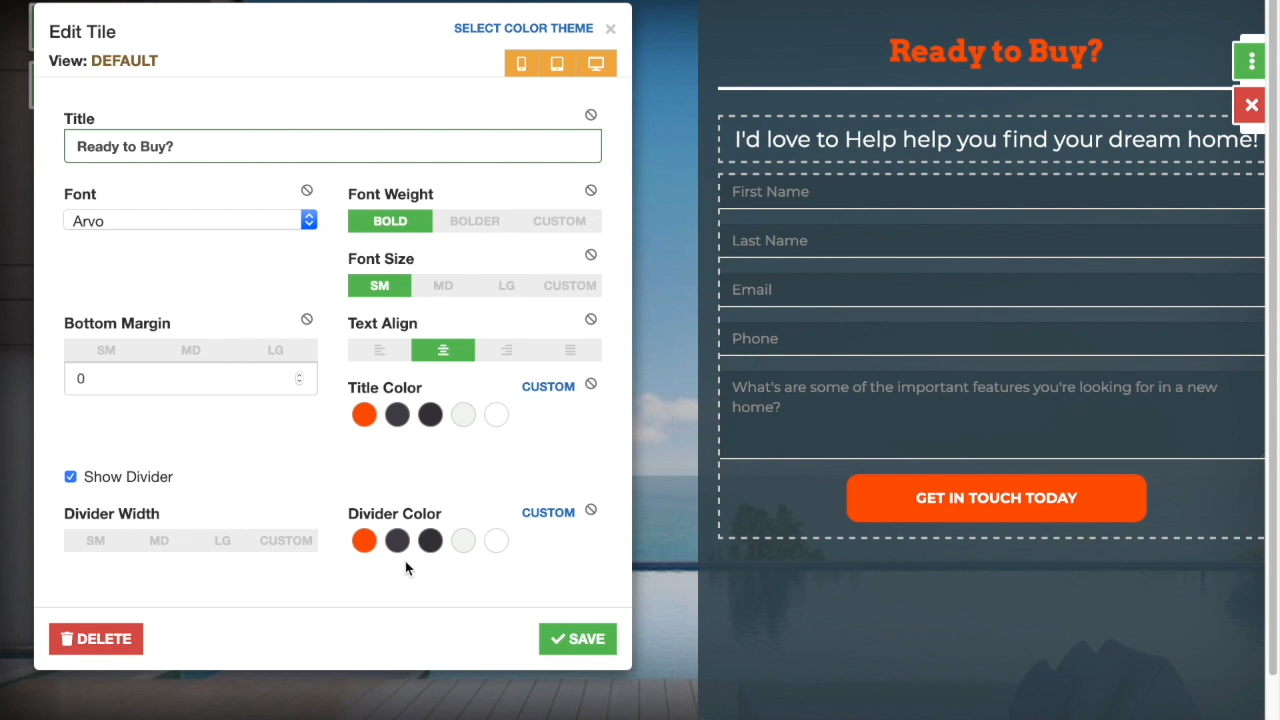 Edit Tile
SELECT COLOR THEME
View: DEFAULT
Title
Ready to Buy?
Font
Arvo
Font Weight
BOLD
BOLDER
CUSTOM
Font Size
SM
MD
LG
CUSTOM
Bottom Margin
SM
MD
LG
0
Text Align
Title Color
CUSTOM
Show Divider
Divider Width
SM
MD
LG
CUSTOM
Divider Color
CUSTOM
DELETE
SAVE
Ready to Buy?
I'd love to Help help you find your dream home!
First Name
Last Name
Email
Phone
What's are some of the important features you're looking for in a new
home?
GET IN TOUCH TODAY